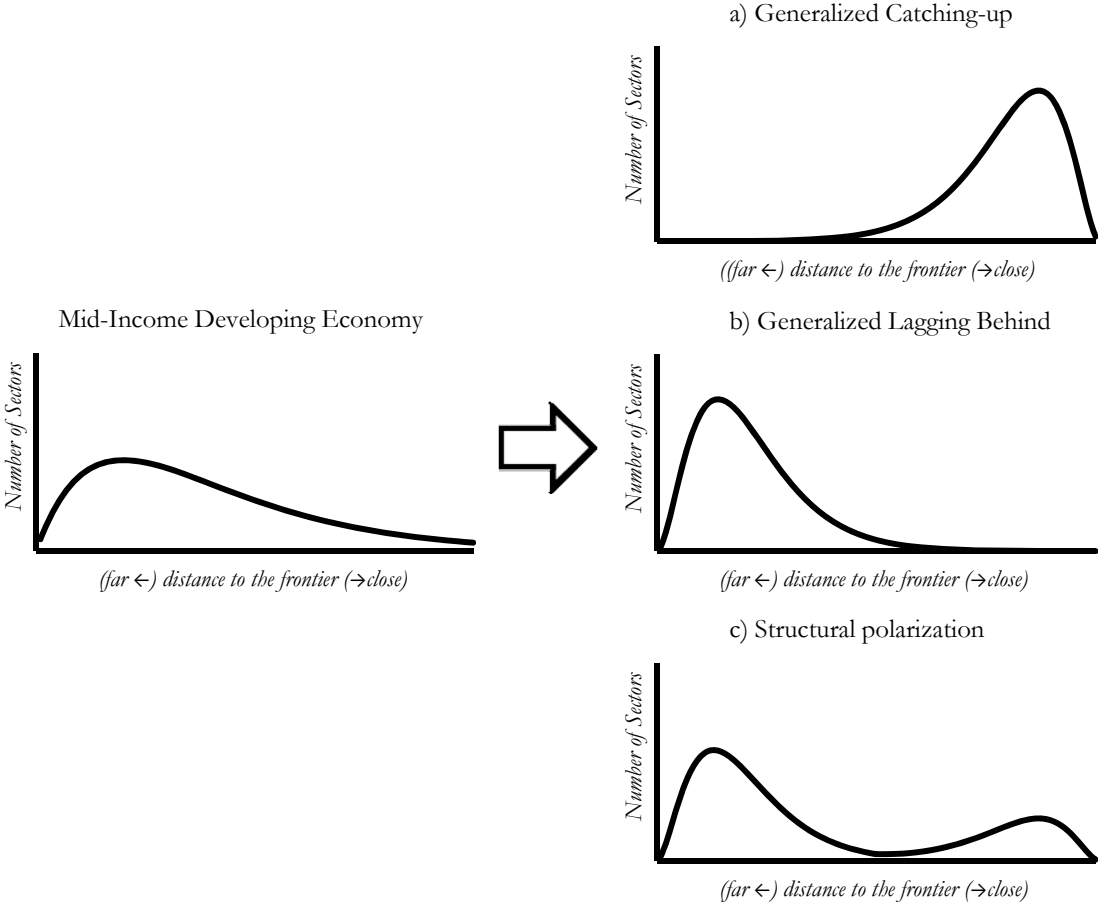 a) Generalized Catching-up
Number of Sectors
((far ←) distance to the frontier (→close)
Mid-Income Developing Economy
Number of Sectors
(far ←) distance to the frontier (→close)
b) Generalized Lagging Behind
Number of Sectors
(far ←) distance to the frontier (→close)
c) Structural polarization
Number of Sectors
(far ←) distance to the frontier (→close)